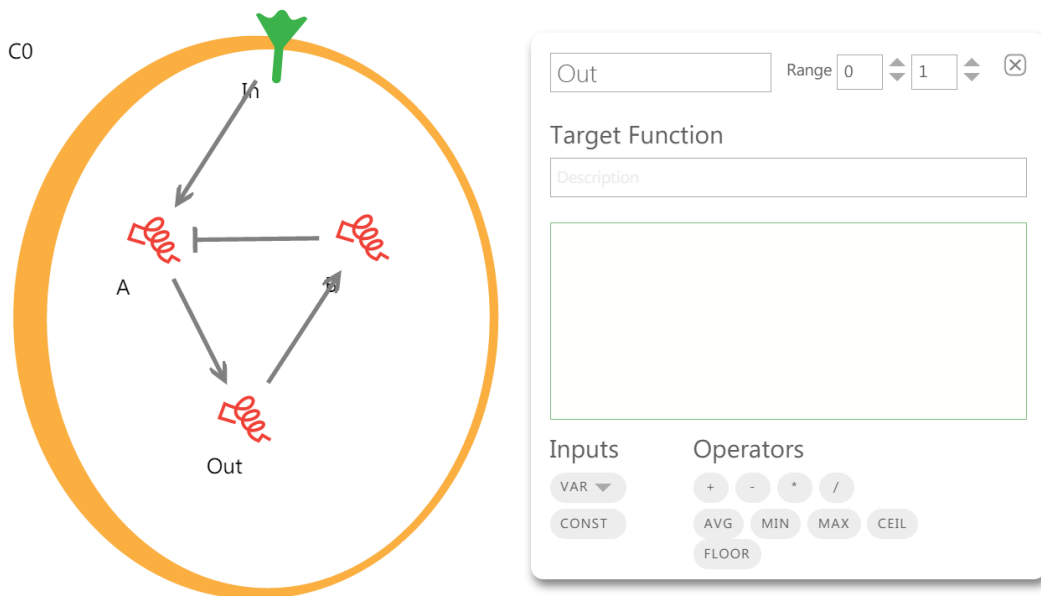 C0
In
A
Out
Out
Range 0 1
Target Function
Description
Inputs
Operators
VAR
+ - * /
CONST
AVG MIN MAX CEIL
FLOOR